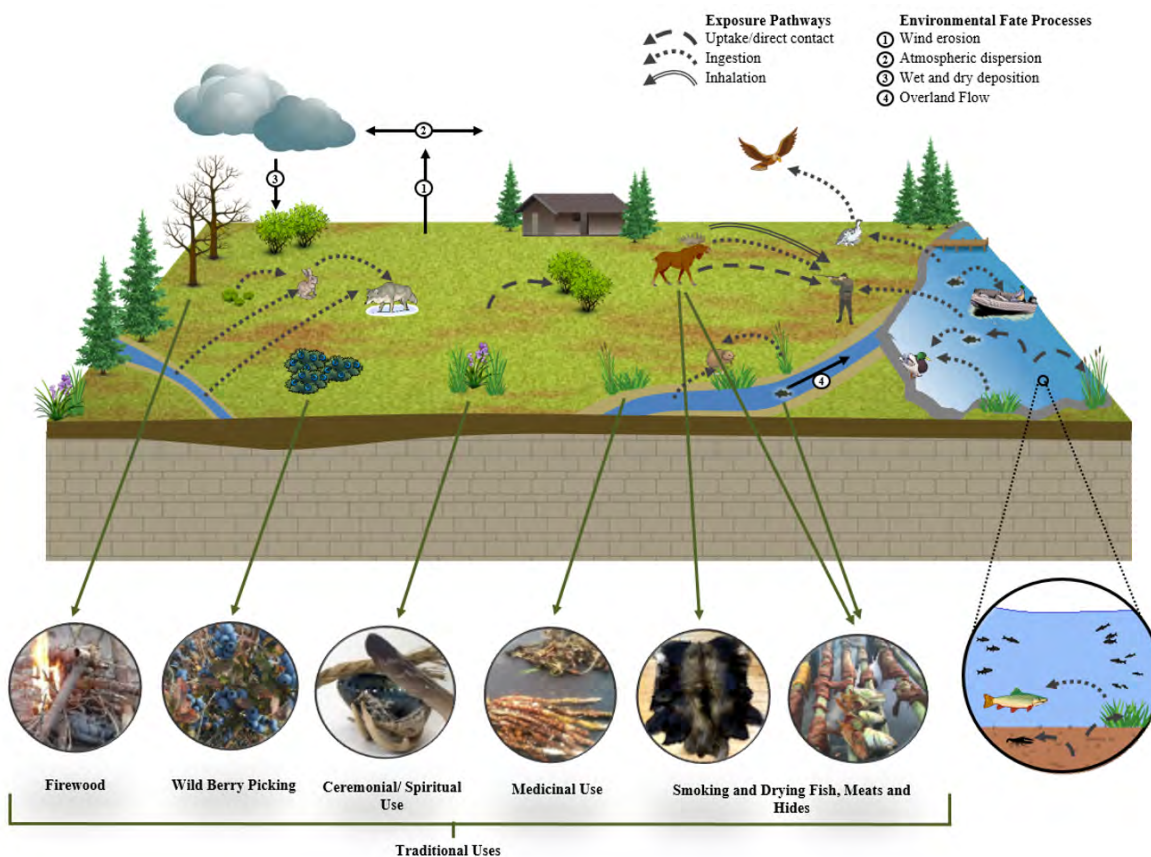 Exposure Pathways
Uptake/direct contact
Ingestion
Inhalation
Environmental Fate Processes
1 Wind erosion
2 Atmospheric dispersion
3 Wet and dry deposition
4 Overland Flow
2
3
1
4
Firewood
Wild Berry Picking
Ceremonial/ Spiritual
Use
Medicinal Use
Smoking and Drying Fish, Meats and
Hides
Traditional Uses